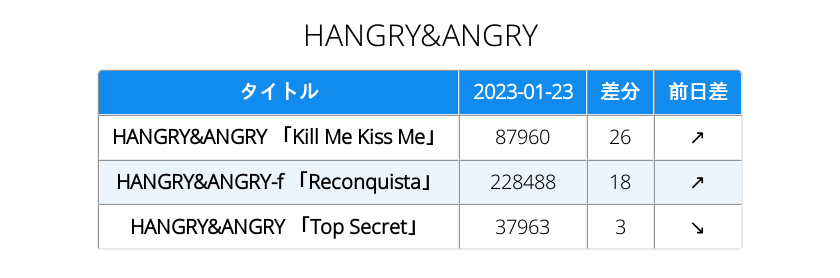 HANGRY&ANGRY
タイトル 2023-01-23 差分 前日差
HANGRY&ANGRY 「Kill Me Kiss Me」 87960 26 ↗
HANGRY&ANGRY-f 「Reconquista」 228488 18 ↗
HANGRY&ANGRY 「Top Secret」 37963 3 ↘